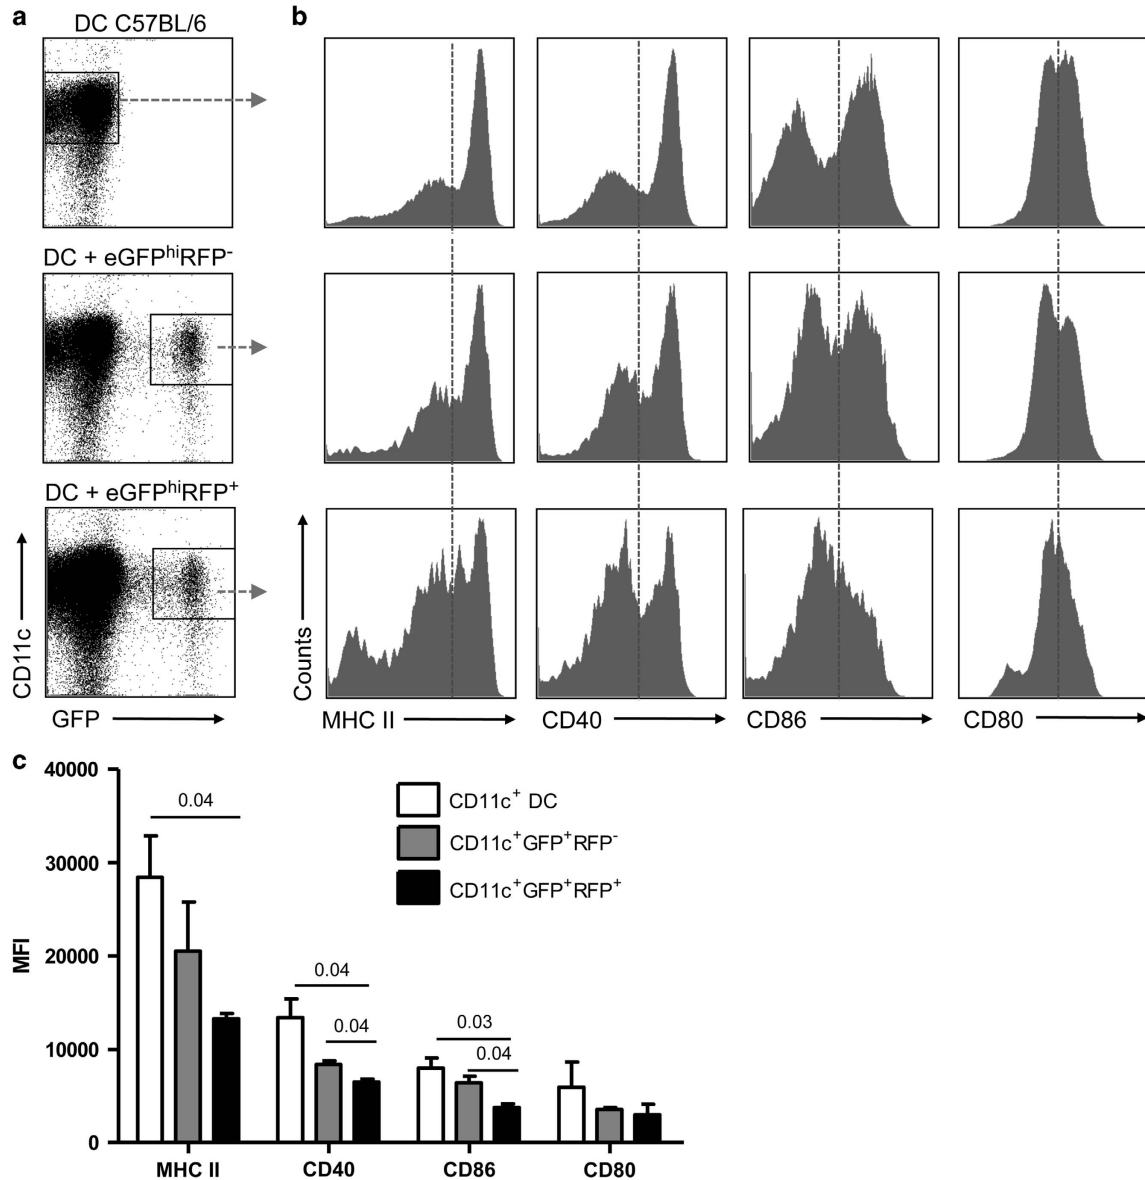 a
b
DC C57BL/6
DC + eGFPhiRFP-
DC + eGFPhiRFP+
CD11c
GFP
Counts
MHC II
CD40
CD86
CD80
c
40000
30000
20000
10000
0
MFI
0.04
0.04
0.04
0.03
0.04
CD11c+ DC
CD11c+GFP+RFP-
CD11c+GFP+RFP+
MHC II
CD40
CD86
CD80